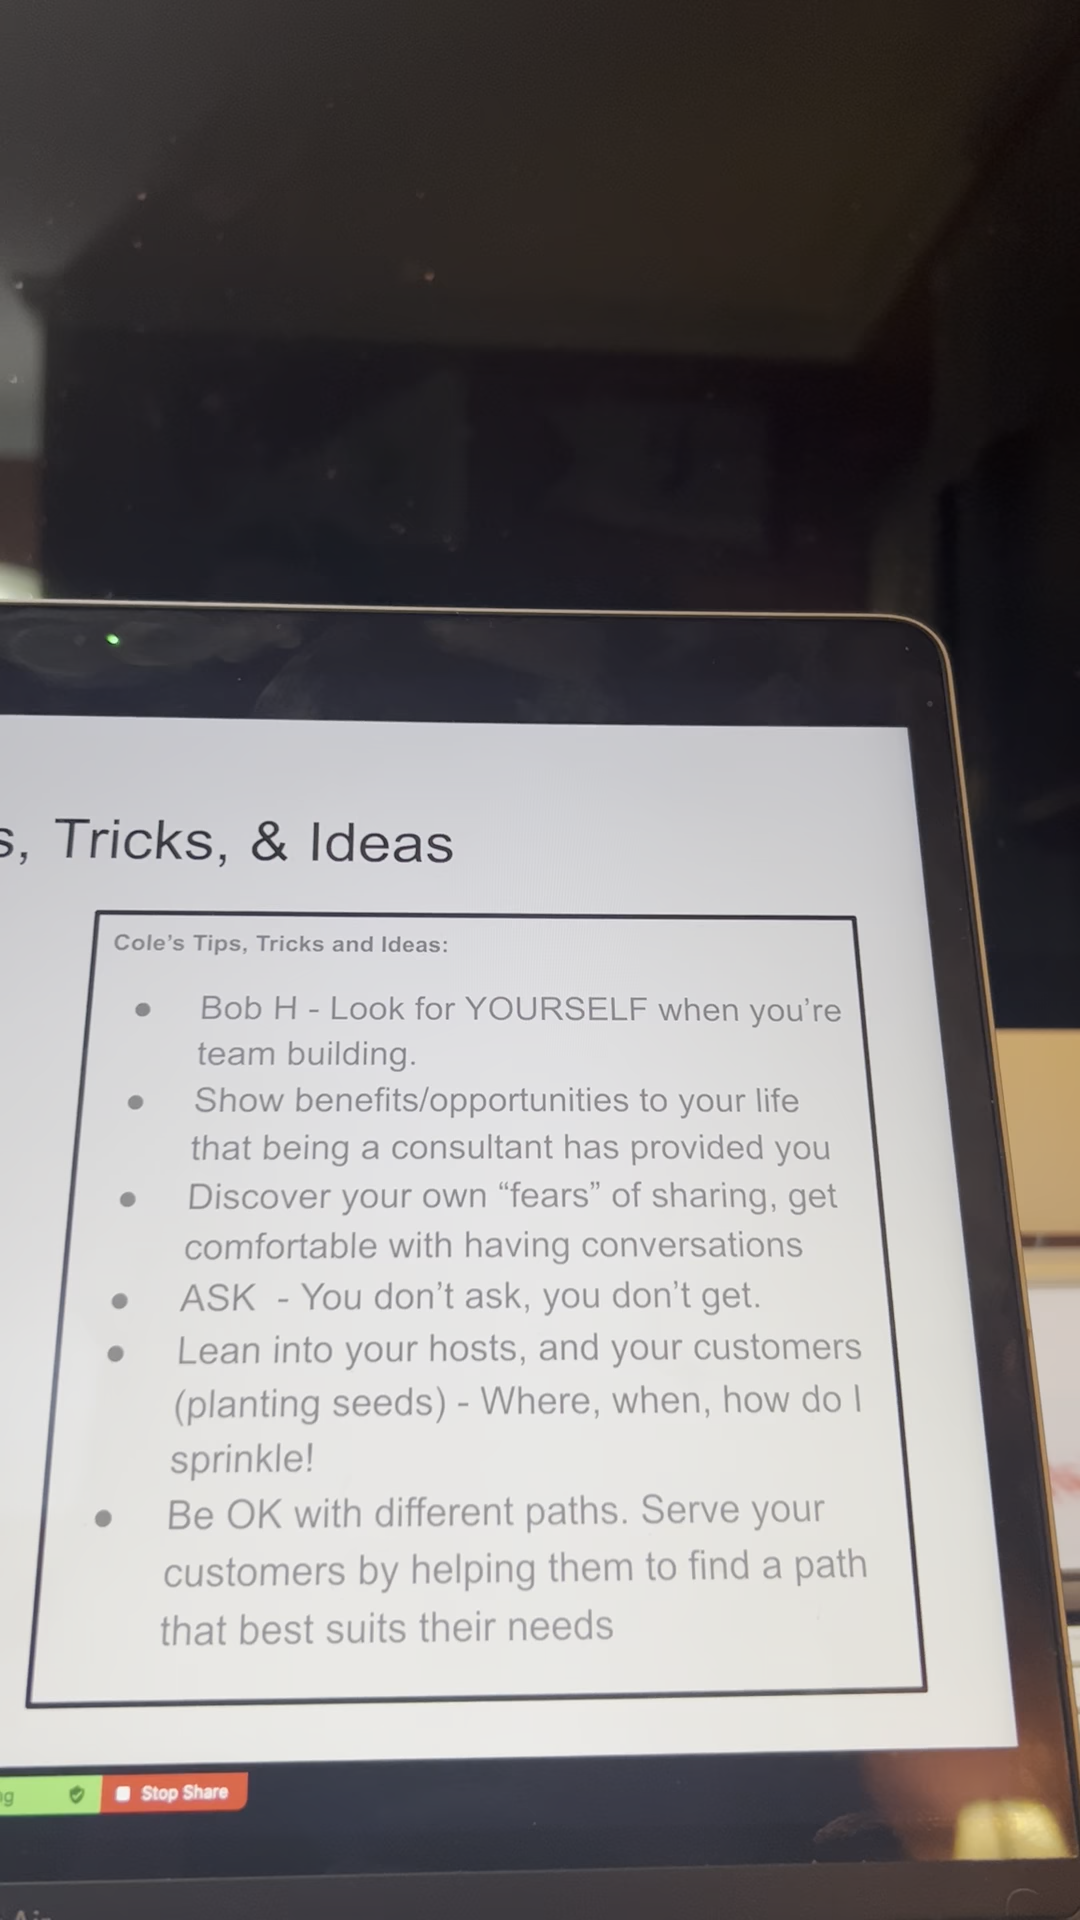 s, Tricks, & Ideas
Cole's Tips, Tricks and Ideas:
● Bob H - Look for YOURSELF when you're
team building.
● Show benefits/opportunities to your life
that being a consultant has provided you
● Discover your own “fears” of sharing, get
comfortable with having conversations
● ASK - You don't ask, you don't get.
● Lean into your hosts, and your customers
(planting seeds) - Where, when, how do I
sprinkle!
● Be OK with different paths. Serve your
customers by helping them to find a path
that best suits their needs
g Stop Share
Air